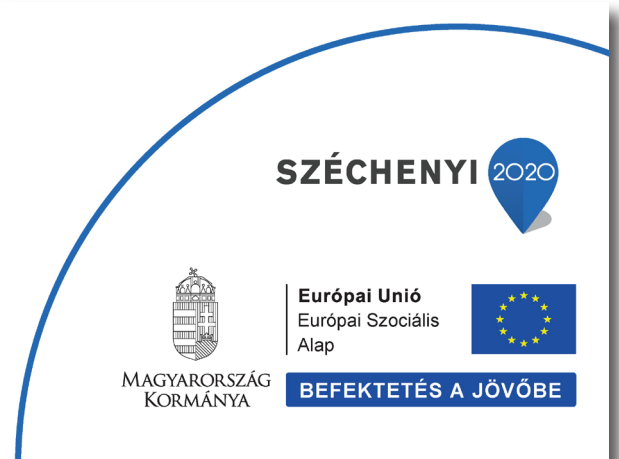 SZÉCHENYI 2020
Európai Unió
Európai Szociális
Alap
MAGYARORSZÁG
KORMÁNYA
BEFEKTETÉS A JÖVŐBE